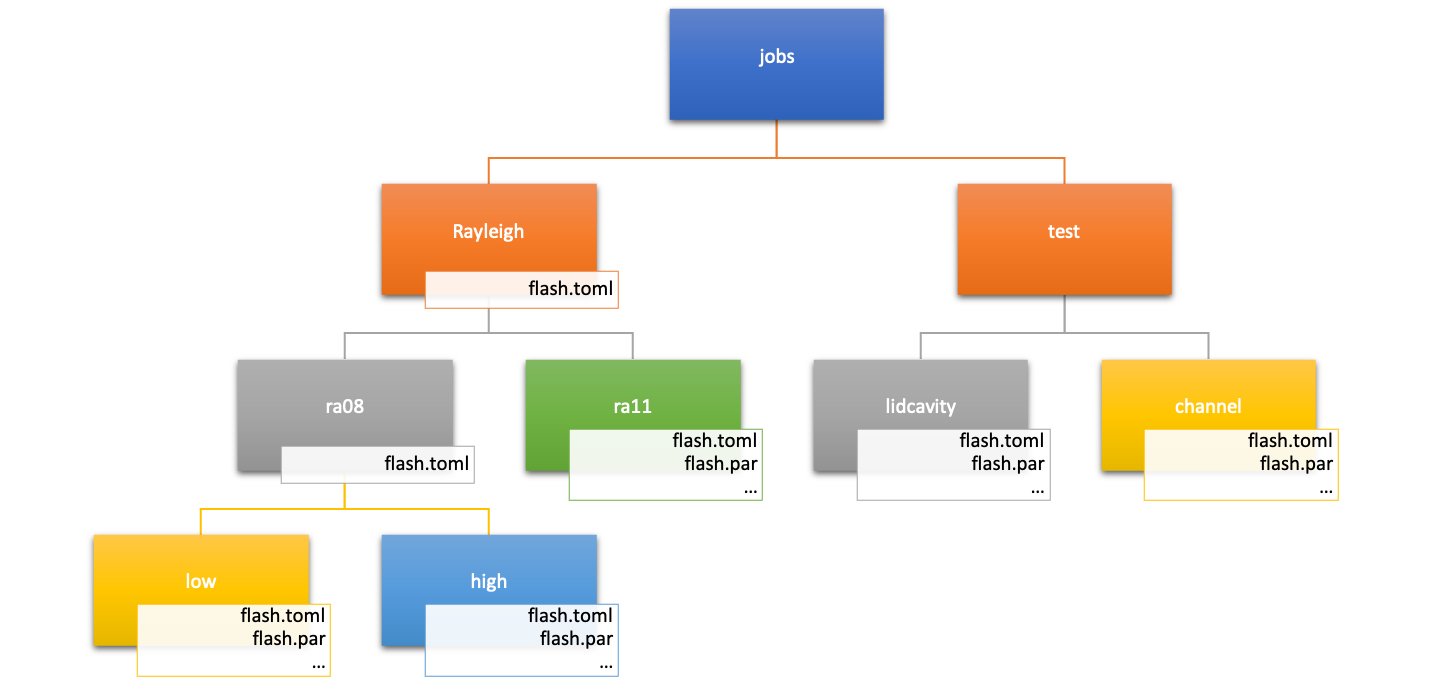 jobs
Rayleigh
flash.toml
test
ra08
flash.toml
ra11
flash.toml
flash.par
...
lidcavity
flash.toml
flash.par
...
channel
flash.toml
flash.par
...
low
flash.toml
flash.par
...
high
flash.toml
flash.par
...